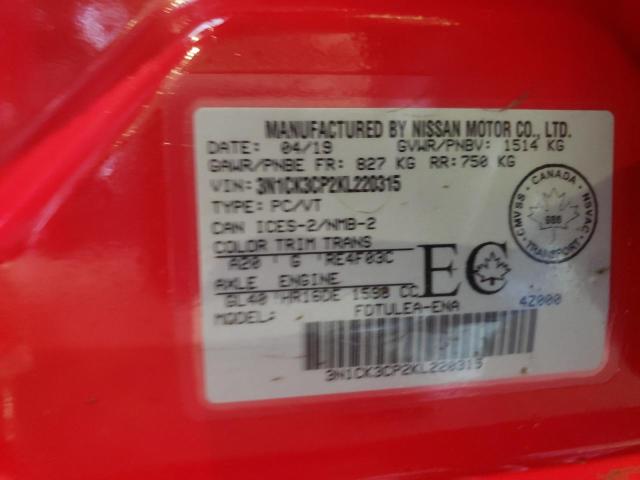 MANUFACTURED BY NISSAN MOTOR CO., LTD.
DATE: 04/19 GVWR/PNBV: 1514 KG
GAWR/PNBE FR: 827 KG RR: 750 KG
VIN: 3N1CK3CP2KL220315
TYPE: PC/VT
CAN ICES-2/NMB-2
COLOR TRIM TRANS
A20 G RE4F03C
AXLE ENGINE
GL40 HR16DE 1598 CC
MODEL: FDTULEA-ENA
EC
4Z000
CANADA
CMVSS
NSVAC
TRANSPORT
3N1CK3CP2KL220315